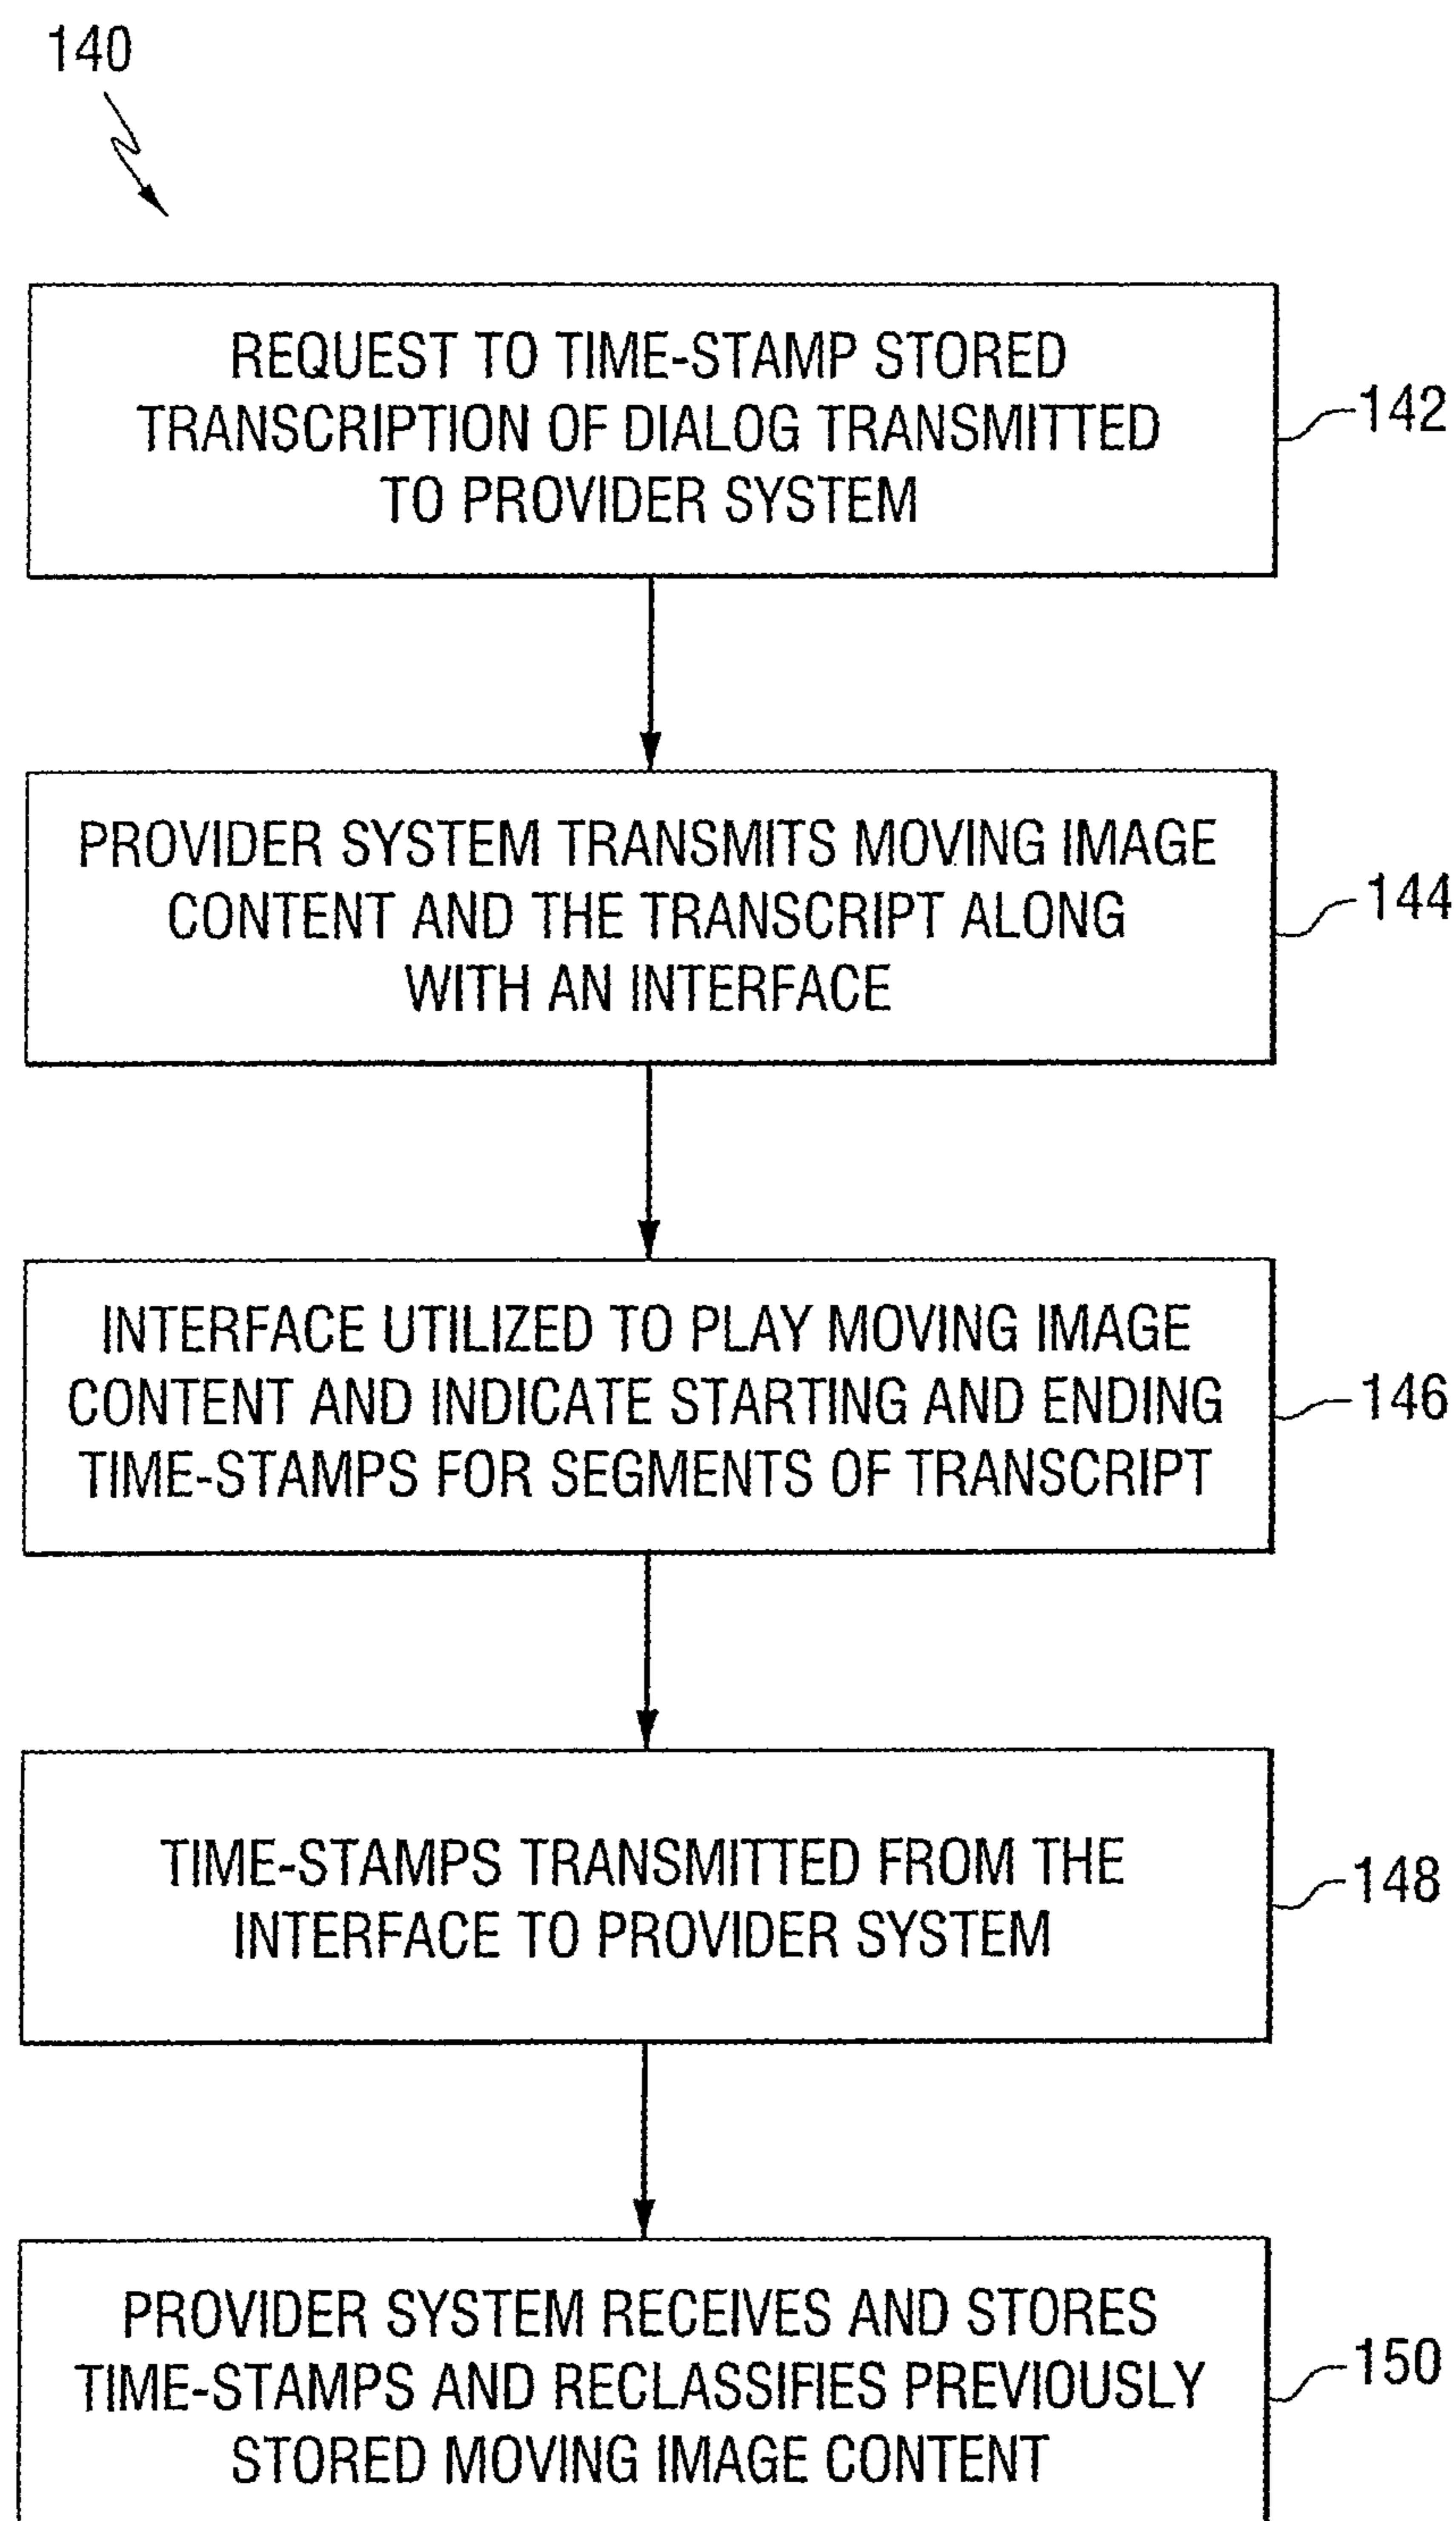 140
REQUEST TO TIME-STAMP STORED
TRANSCRIPTION OF DIALOG TRANSMITTED
TO PROVIDER SYSTEM
142
PROVIDER SYSTEM TRANSMITS MOVING IMAGE
CONTENT AND THE TRANSCRIPT ALONG
WITH AN INTERFACE
144
INTERFACE UTILIZED TO PLAY MOVING IMAGE
CONTENT AND INDICATE STARTING AND ENDING
TIME-STAMPS FOR SEGMENTS OF TRANSCRIPT
146
TIME-STAMPS TRANSMITTED FROM THE
INTERFACE TO PROVIDER SYSTEM
148
PROVIDER SYSTEM RECEIVES AND STORES
TIME-STAMPS AND RECLASSIFIES PREVIOUSLY
STORED MOVING IMAGE CONTENT
150